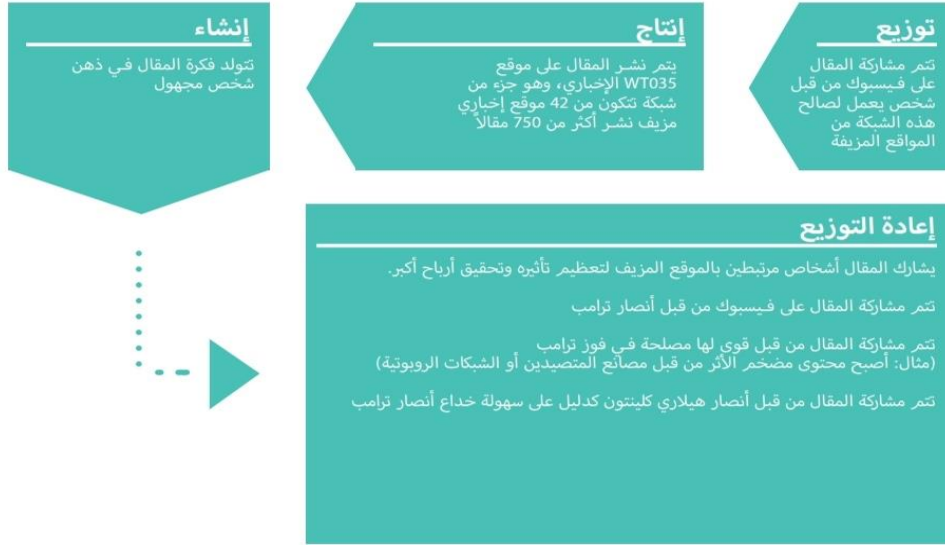 توزيع
تتم مشاركة المقال
على فيسبوك من قبل
شخص يعمل لصالح
هذه الشبكة من
المواقع المزيفة
إنتاج
يتم نشر المقال على موقع
WT035 الإخباري، وهو جزء من
شبكة تتكون من 42 موقع إخباري
مزيف نشر أكثر من 750 مقالاً
إنشاء
تتولد فكرة المقال في ذهن
شخص مجهول
إعادة التوزيع
يشارك المقال أشخاص مرتبطين بالموقع المزيف لتعظيم تأثيره وتحقيق أرباح أكبر.
تتم مشاركة المقال على فيسبوك من قبل أنصار ترامب
تتم مشاركة المقال من قبل قوى لها مصلحة في فوز ترامب
(مثال: أصبح محتوى مضخم الأثر من قبل مصانع المتصيدين أو الشبكات الروبوتية)
تتم مشاركة المقال من قبل أنصار هيلاري كلينتون كدليل على سهولة خداع أنصار ترامب